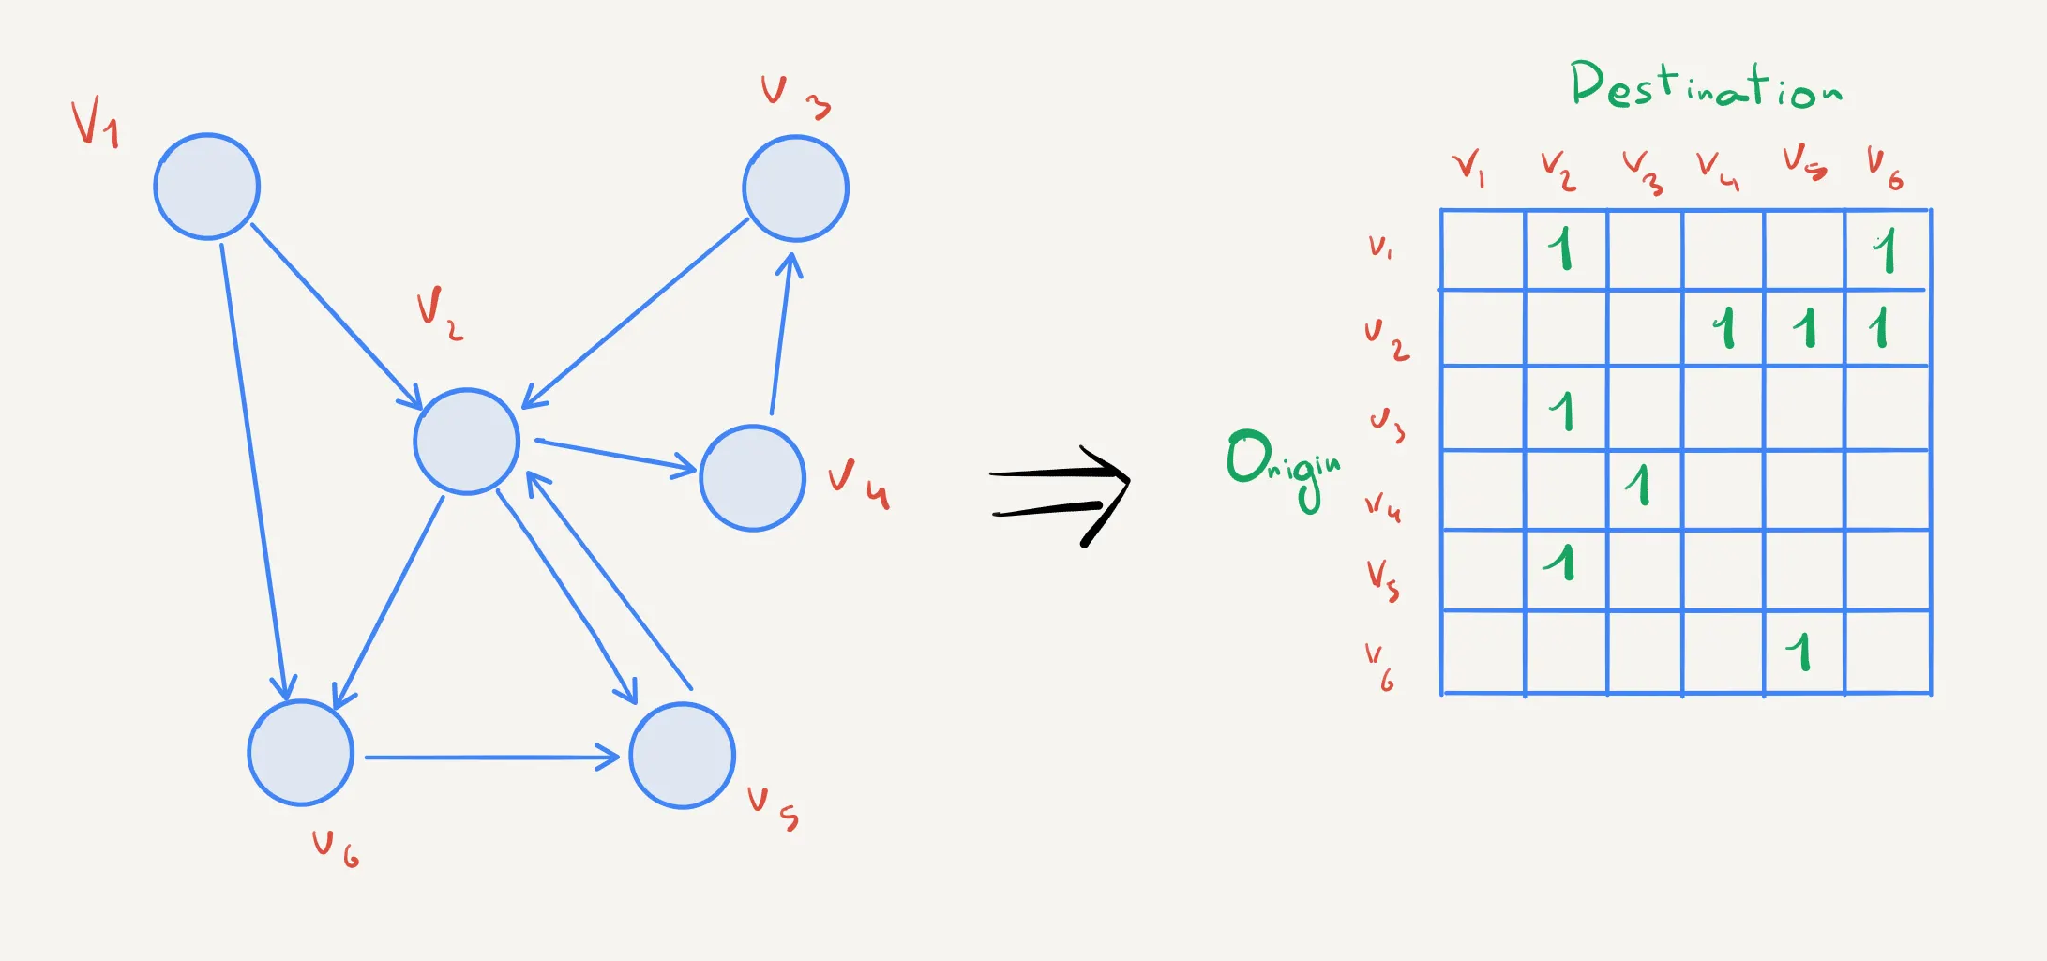 V1
V3
V2
V4
V5
V6
Destination
V1 V2 V3 V4 V5 V6
V1 1 1
V2 1 1 1
V3 1
Origin
V4 1
V5 1
V6 1